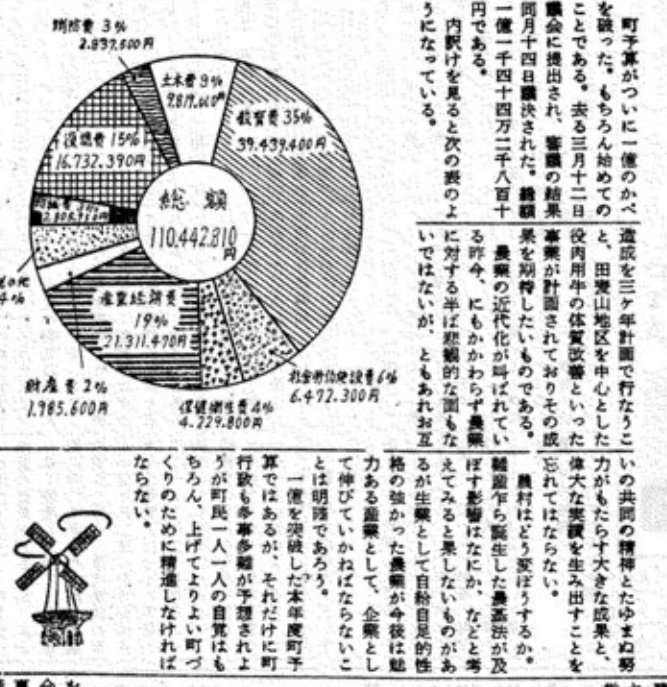 町予算がついに一億のかべ
を破った。もちろん始めての
ことである。去る三月十二日
議会に提出され、審議の結果
同月十四日議決された。総額
一億一千四十四万二千八百十
円である。
内訳けを見ると次の表のよ
うになっている。
消防費 3%
2.837.500円
土木費 9%
教育費 35%
39.439.400円
役場費 15%
16.732.390円
総額
110.442.810
円
4%
産業経済費
19%
21.311.470円
財産費 2%
1.985.600円
保健衛生費 4%
4.229.800円
社会労働施設費 6%
6.472.300円
造成を三ケ年計画で行なうこ
と、田麦山地区を中心とした
役肉用牛の体質改善といった
事業が計画されておりその成
果を期待したいものである。
農業の近代化が叫ばれてい
る昨今、にもかかわらず農業
に対する半ば悲観的な面もな
いではないが、ともあれお互
いの共同の精神とたゆまぬ努
力がもたらす大きな成果と、
偉大な実績を生み出すことを
忘れてはならない。
農村はどう変ぼうするか。
難産乍ら誕生した農基法が及
ぼす影響はなにか、などと考
えてみると果しないものがあ
るが生業として自給自足的性
格の強かった農業が今後は魅
力ある産業として、企業とし
て伸びていかねばならないこ
とは明確であろう。
一億を突破した本年度町予
算ではあるが、それだけに町
行政も多事多難が予想されよ
うが町民一人一人の自覚はも
ちろん、上げてよりよい町づ
くりのために精進しなければ
ならない。